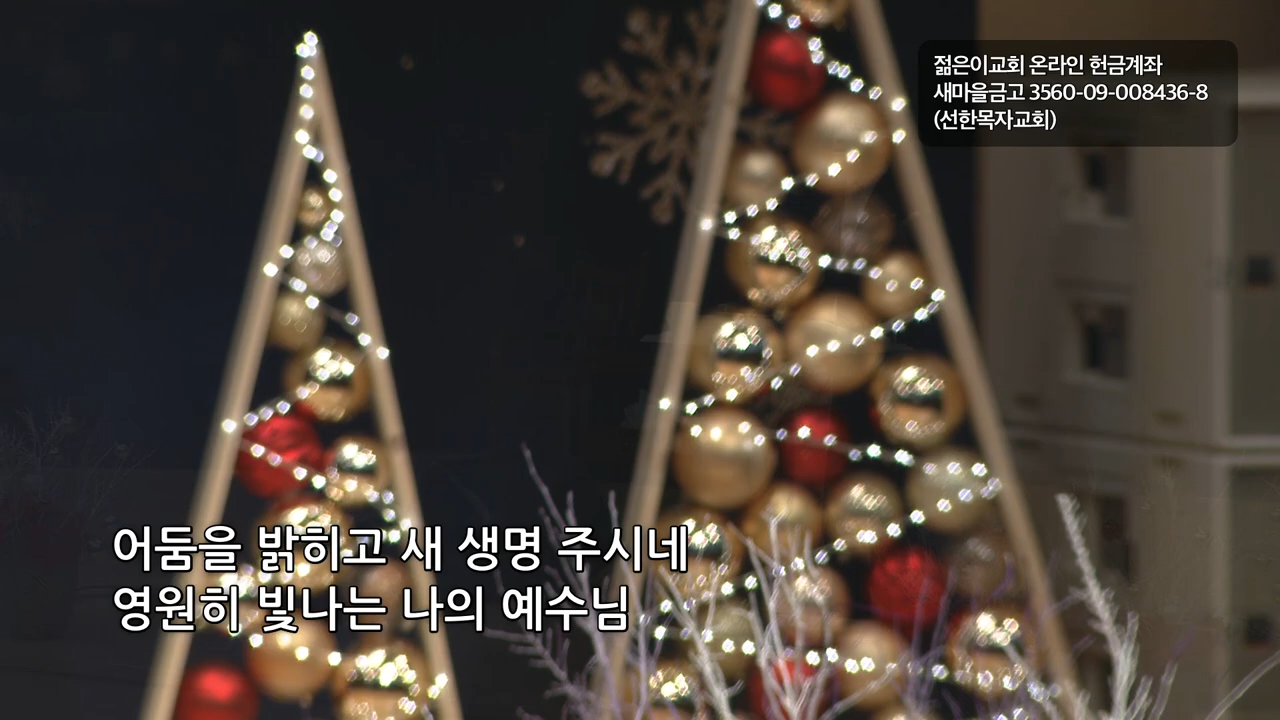 젊은이교회 온라인 헌금계좌
새마을금고 3560-09-008436-8
(선한목자교회)
어둠을 밝히고 새 생명 주시네
영원히 빛나는 나의 예수님